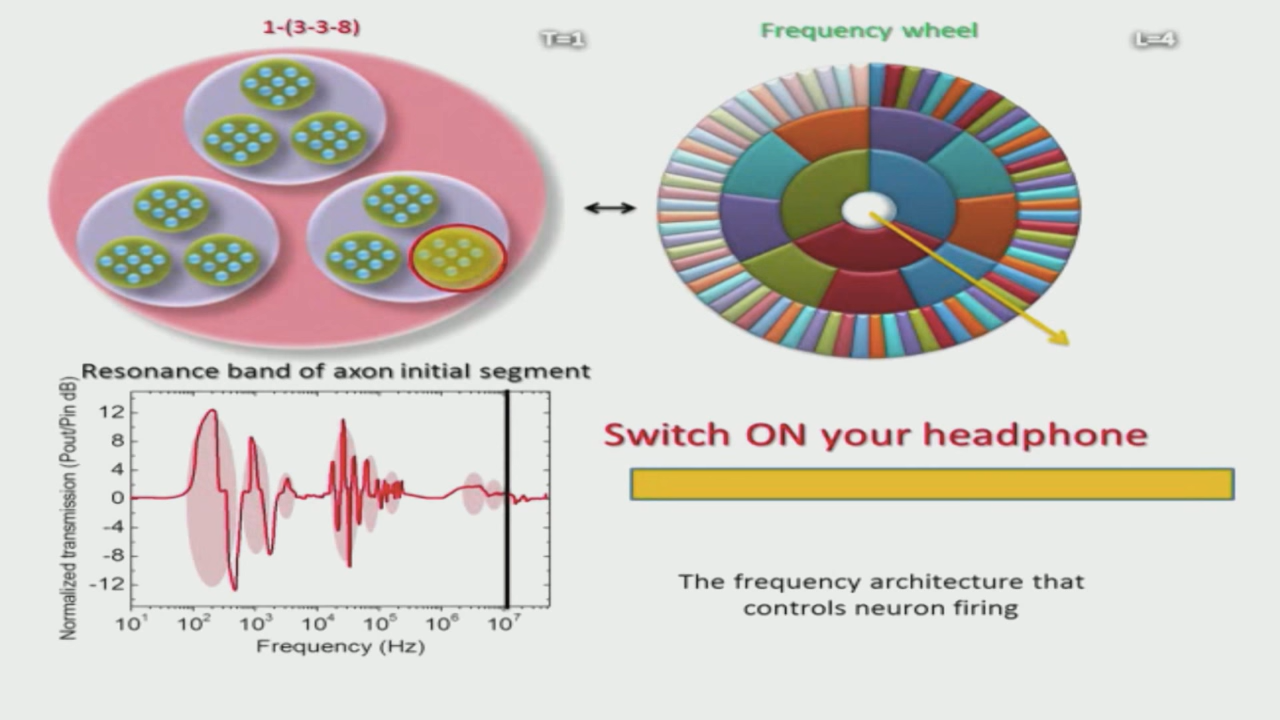 1-(3-3-8)
T=1
Frequency wheel
L=4
Resonance band of axon initial segment
Normalized transmission (Pout/Pin dB)
12
8
4
0
-4
-8
-12
10¹ 10² 10³ 10⁴ 10⁵ 10⁶ 10⁷
Frequency (Hz)
Switch ON your headphone
The frequency architecture that
controls neuron firing